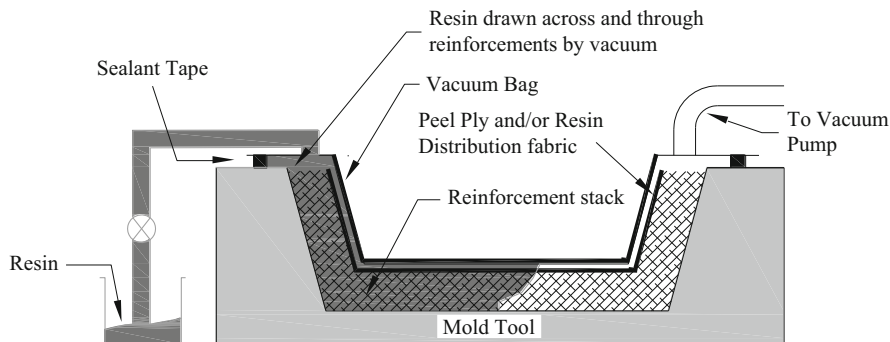 Resin drawn across and through
reinforcements by vacuum
Sealant Tape
Vacuum Bag
Peel Ply and/or Resin
Distribution fabric
To Vacuum
Pump
Reinforcement stack
Resin
Mold Tool